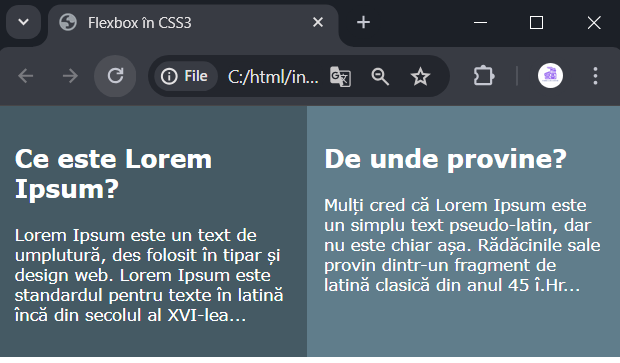 Flexbox în CSS3
File
C:/html/in...
Ce este Lorem
Ipsum?
Lorem Ipsum este un text de
umplutură, des folosit în tipar și
design web. Lorem Ipsum este
standardul pentru texte în latină
încă din secolul al XVI-lea...
De unde provine?
Mulți cred că Lorem Ipsum este
un simplu text pseudo-latin, dar
nu este chiar așa. Rădăcinile sale
provin dintr-un fragment de
latină clasică din anul 45 î.Hr...